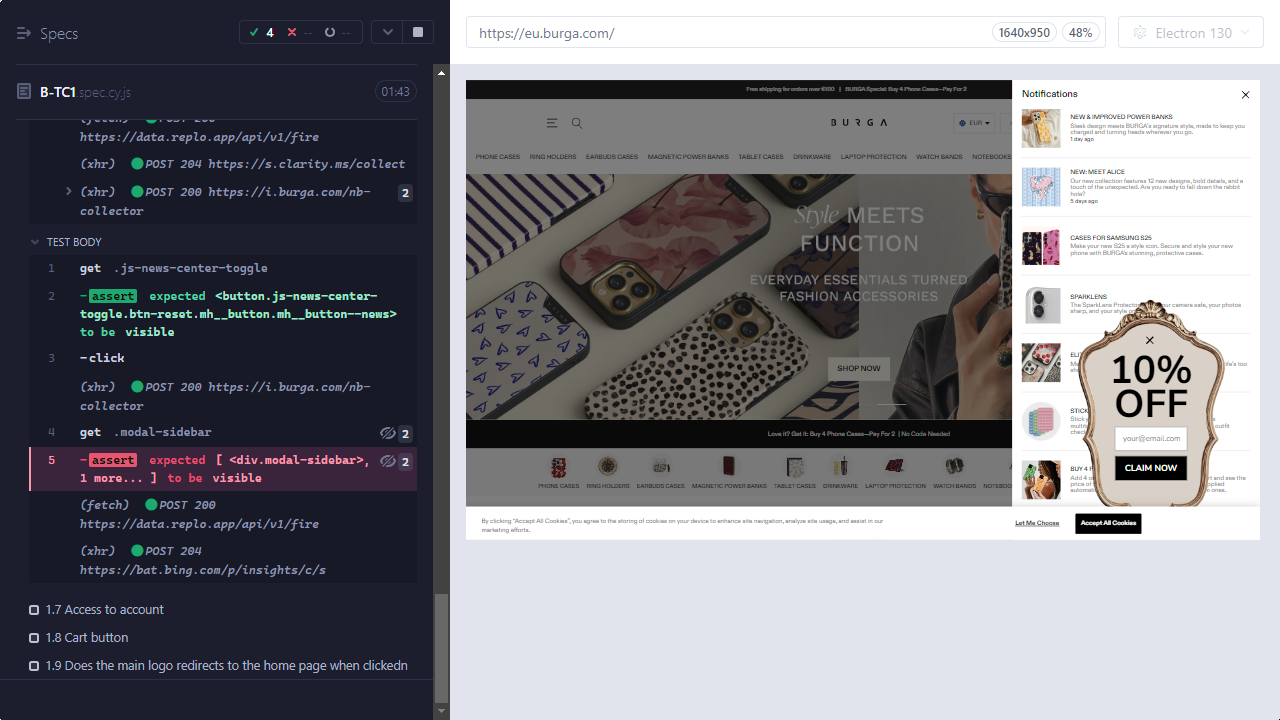 Specs
4
--
--
https://eu.burga.com/
1640x950
48%
Electron 130
B-TC1.spec.cy.js
01:43
(fetch) POST 200
https://data.replo.app/api/v1/fire
(xhr) POST 204 https://s.clarity.ms/collect
(xhr) POST 200 https://i.burga.com/nb-
collector
2
TEST BODY
1 get .js-news-center-toggle
2 -assert expected <button.js-news-center-
toggle.btn-reset.mh__button.mh__button--news>
to be visible
3 -click
(xhr) POST 200 https://i.burga.com/nb-
collector
4 get .modal-sidebar 2
5 -assert expected [ <div.modal-sidebar>, 2
1 more... ] to be visible
(fetch) POST 200
https://data.replo.app/api/v1/fire
(xhr) POST 204
https://bat.bing.com/p/insights/c/s
1.7 Access to account
1.8 Cart button
1.9 Does the main logo redirects to the home page when clickedn
Free shipping for orders over €100 | BURGA Special: Buy 4 Phone Cases—Pay For 2
BURGA
EUR
PHONE CASES RING HOLDERS EARBUDS CASES MAGNETIC POWER BANKS TABLET CASES DRINKWARE LAPTOP PROTECTION WATCH BANDS NOTEBOOKS
Style MEETS
FUNCTION
EVERYDAY ESSENTIALS TURNED
FASHION ACCESSORIES
SHOP NOW
Love it? Get it: Buy 4 Phone Cases—Pay For 2 | No Code Needed
PHONE CASES RING HOLDERS EARBUDS CASES MAGNETIC POWER BANKS TABLET CASES DRINKWARE LAPTOP PROTECTION WATCH BANDS
Notifications
NEW & IMPROVED POWER BANKS
Sleek design meets BURGA's signature style, made to keep you
charged and turning heads wherever you go.
1 day ago
NEW: MEET ALICE
Our new collection features 12 new designs, bold details, and a
touch of the unexpected. Are you ready to fall down the rabbit
hole?
5 days ago
CASES FOR SAMSUNG S25
Make your new S25 a style icon. Secure and style your new
phone with BURGA's stunning, protective cases.
SPARKLENS
The SparkLens Protector camera safe, your photos
sharp, and your style on
BUY 4
10%
OFF
your@email.com
CLAIM NOW
By clicking "Accept All Cookies", you agree to the storing of cookies on your device to enhance site navigation, analyze site usage, and assist in our
marketing efforts.
Let Me Choose
Accept All Cookies